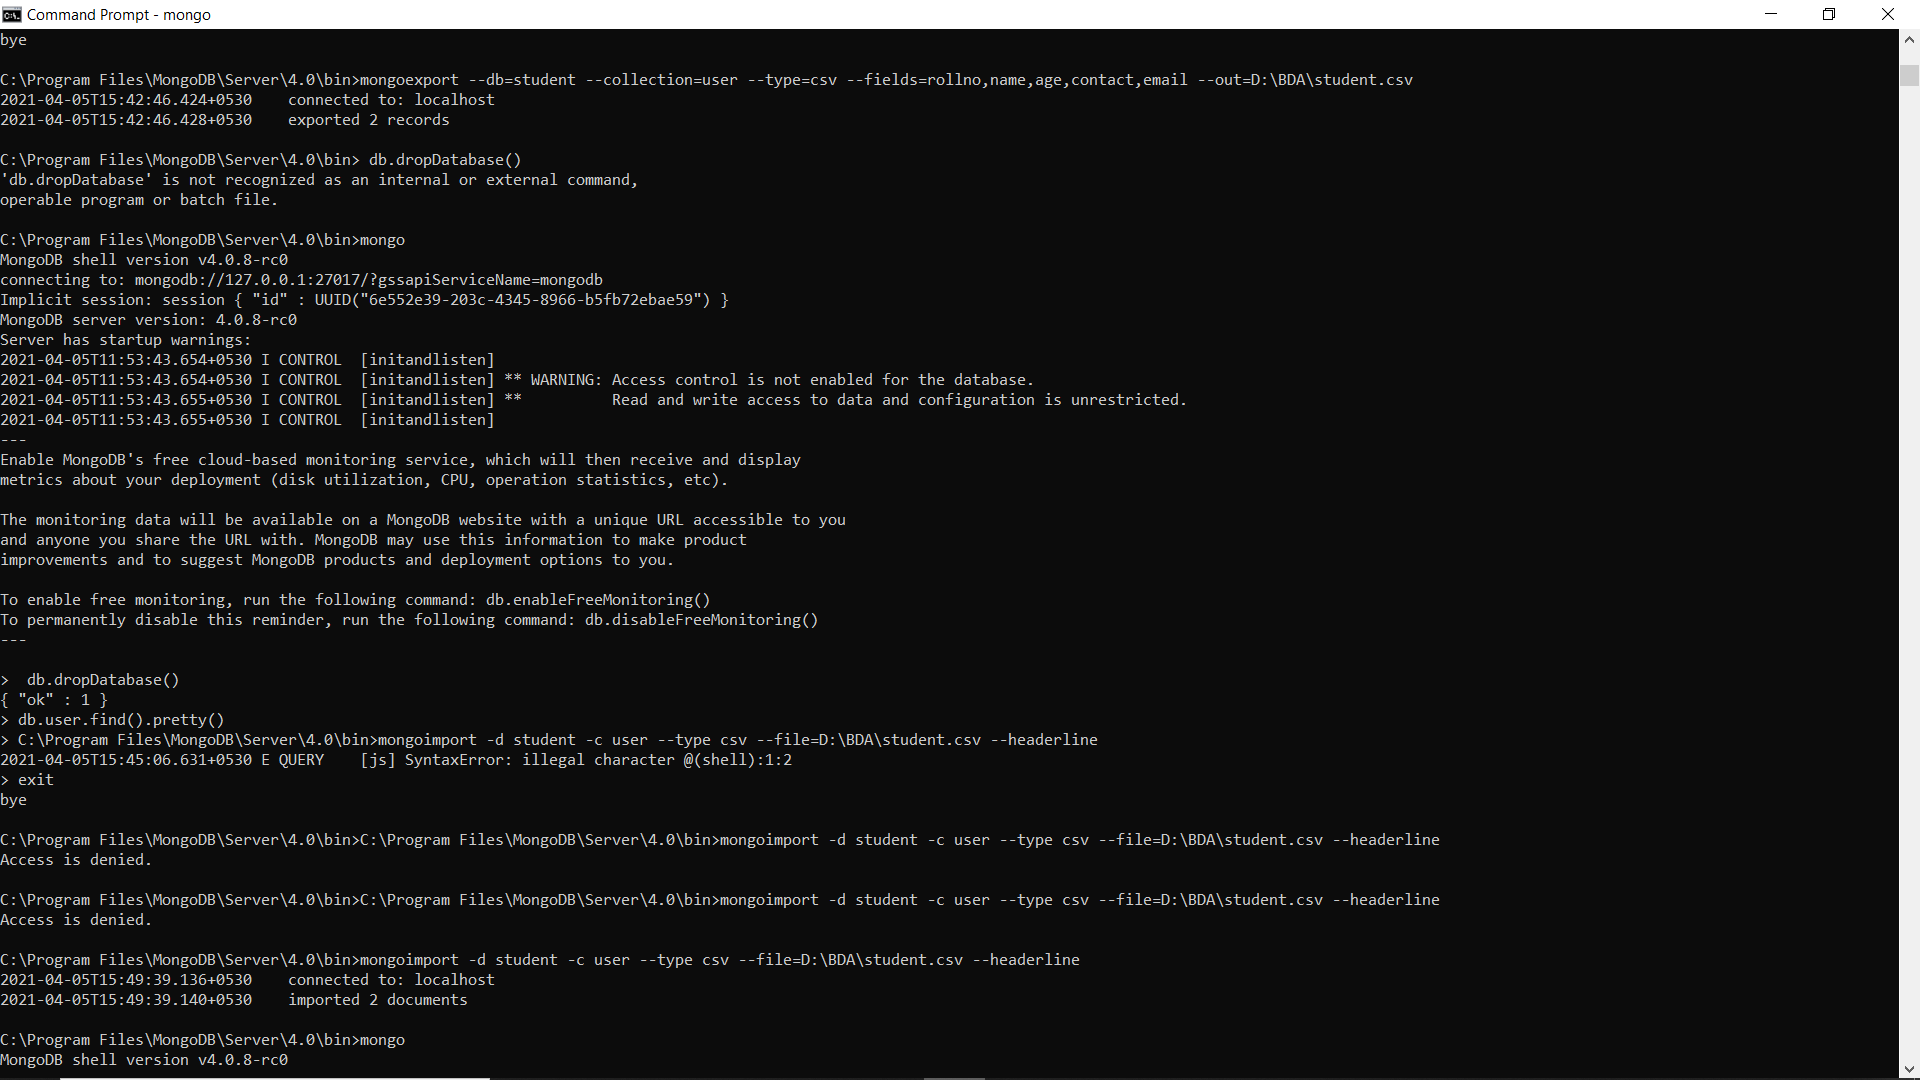 Command Prompt - mongo
bye
C:\Program Files\MongoDB\Server\4.0\bin>mongoexport --db=student --collection=user --type=csv --fields=rollno,name,age,contact,email --out=D:\BDA\student.csv
2021-04-05T15:42:46.424+0530    connected to: localhost
2021-04-05T15:42:46.428+0530    exported 2 records
C:\Program Files\MongoDB\Server\4.0\bin> db.dropDatabase()
'db.dropDatabase' is not recognized as an internal or external command,
operable program or batch file.
C:\Program Files\MongoDB\Server\4.0\bin>mongo
MongoDB shell version v4.0.8-rc0
connecting to: mongodb://127.0.0.1:27017/?gssapiServiceName=mongodb
Implicit session: session { "id" : UUID("6e552e39-203c-4345-8966-b5fb72ebae59") }
MongoDB server version: 4.0.8-rc0
Server has startup warnings:
2021-04-05T11:53:43.654+0530 I CONTROL  [initandlisten]
2021-04-05T11:53:43.654+0530 I CONTROL  [initandlisten] ** WARNING: Access control is not enabled for the database.
2021-04-05T11:53:43.655+0530 I CONTROL  [initandlisten] **          Read and write access to data and configuration is unrestricted.
2021-04-05T11:53:43.655+0530 I CONTROL  [initandlisten]
---
Enable MongoDB's free cloud-based monitoring service, which will then receive and display
metrics about your deployment (disk utilization, CPU, operation statistics, etc).
The monitoring data will be available on a MongoDB website with a unique URL accessible to you
and anyone you share the URL with. MongoDB may use this information to make product
improvements and to suggest MongoDB products and deployment options to you.
To enable free monitoring, run the following command: db.enableFreeMonitoring()
To permanently disable this reminder, run the following command: db.disableFreeMonitoring()
---
>  db.dropDatabase()
{ "ok" : 1 }
> db.user.find().pretty()
> C:\Program Files\MongoDB\Server\4.0\bin>mongoimport -d student -c user --type csv --file=D:\BDA\student.csv --headerline
2021-04-05T15:45:06.631+0530 E QUERY    [js] SyntaxError: illegal character @(shell):1:2
> exit
bye
C:\Program Files\MongoDB\Server\4.0\bin>C:\Program Files\MongoDB\Server\4.0\bin>mongoimport -d student -c user --type csv --file=D:\BDA\student.csv --headerline
Access is denied.
C:\Program Files\MongoDB\Server\4.0\bin>C:\Program Files\MongoDB\Server\4.0\bin>mongoimport -d student -c user --type csv --file=D:\BDA\student.csv --headerline
Access is denied.
C:\Program Files\MongoDB\Server\4.0\bin>mongoimport -d student -c user --type csv --file=D:\BDA\student.csv --headerline
2021-04-05T15:49:39.136+0530    connected to: localhost
2021-04-05T15:49:39.140+0530    imported 2 documents
C:\Program Files\MongoDB\Server\4.0\bin>mongo
MongoDB shell version v4.0.8-rc0